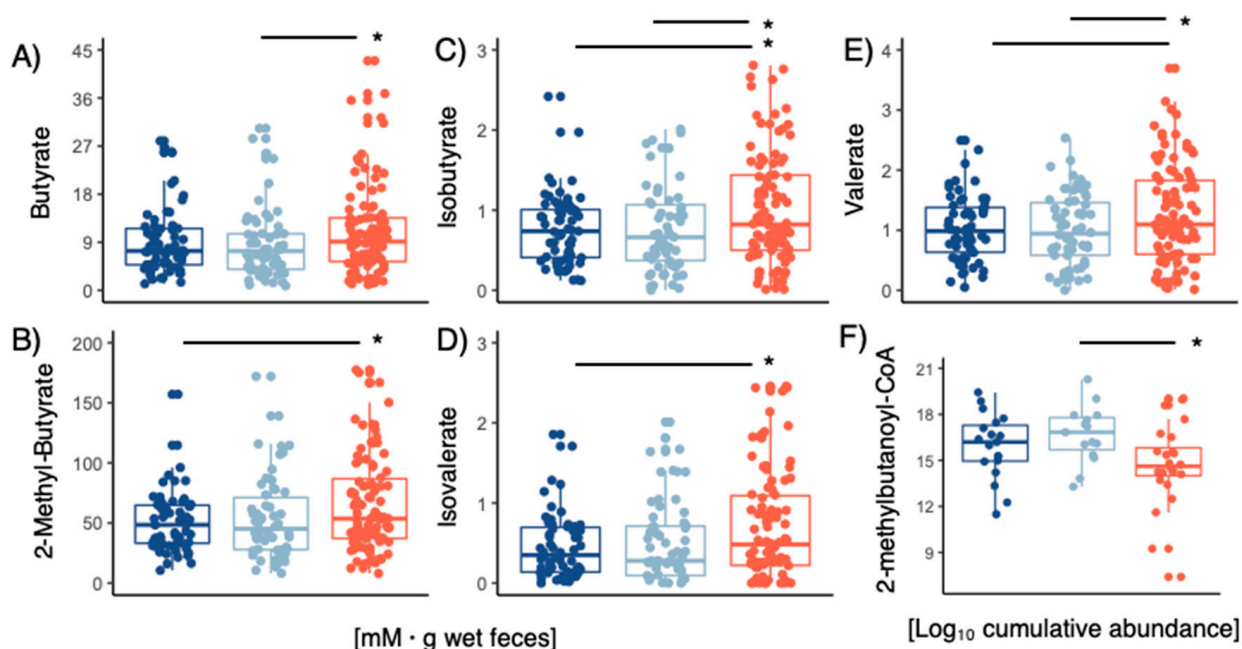 A)
*
Butyrate
45
36
27
18
9
0
C)
*
*
Isobutyrate
3
2
1
0
E)
*
Valerate
4
3
2
1
0
B)
*
2-Methyl-Butyrate
200
150
100
50
0
D)
*
Isovalerate
3
2
1
0
F)
*
2-methylbutanoyl-CoA
21
18
15
12
9
[mM · g wet feces]
[Log₁₀ cumulative abundance]